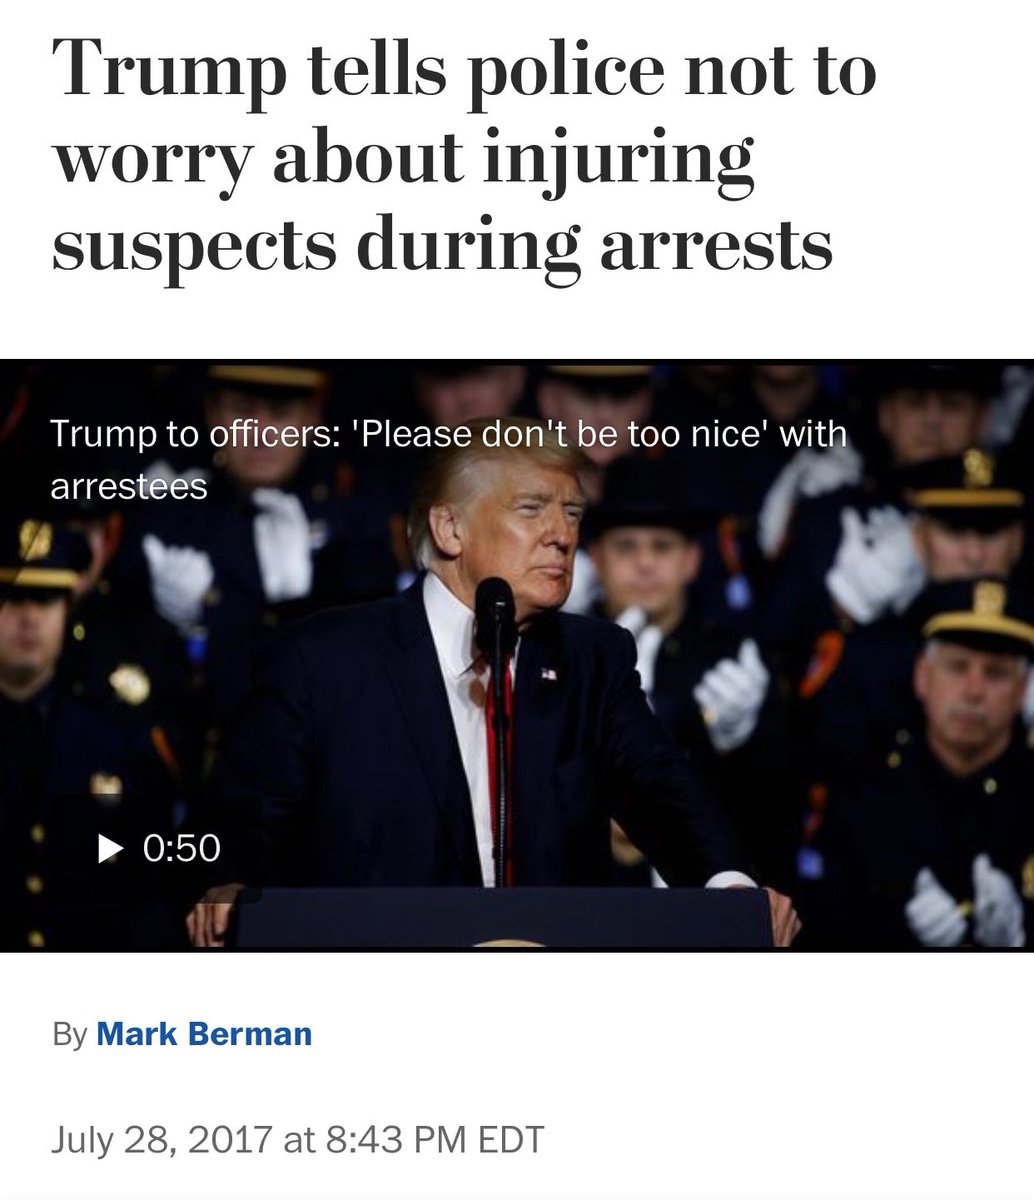 Trump tells police not to
worry about injuring
suspects during arrests
Trump to officers: 'Please don't be too nice' with
arrestees
0:50
By Mark Berman
July 28, 2017 at 8:43 PM EDT